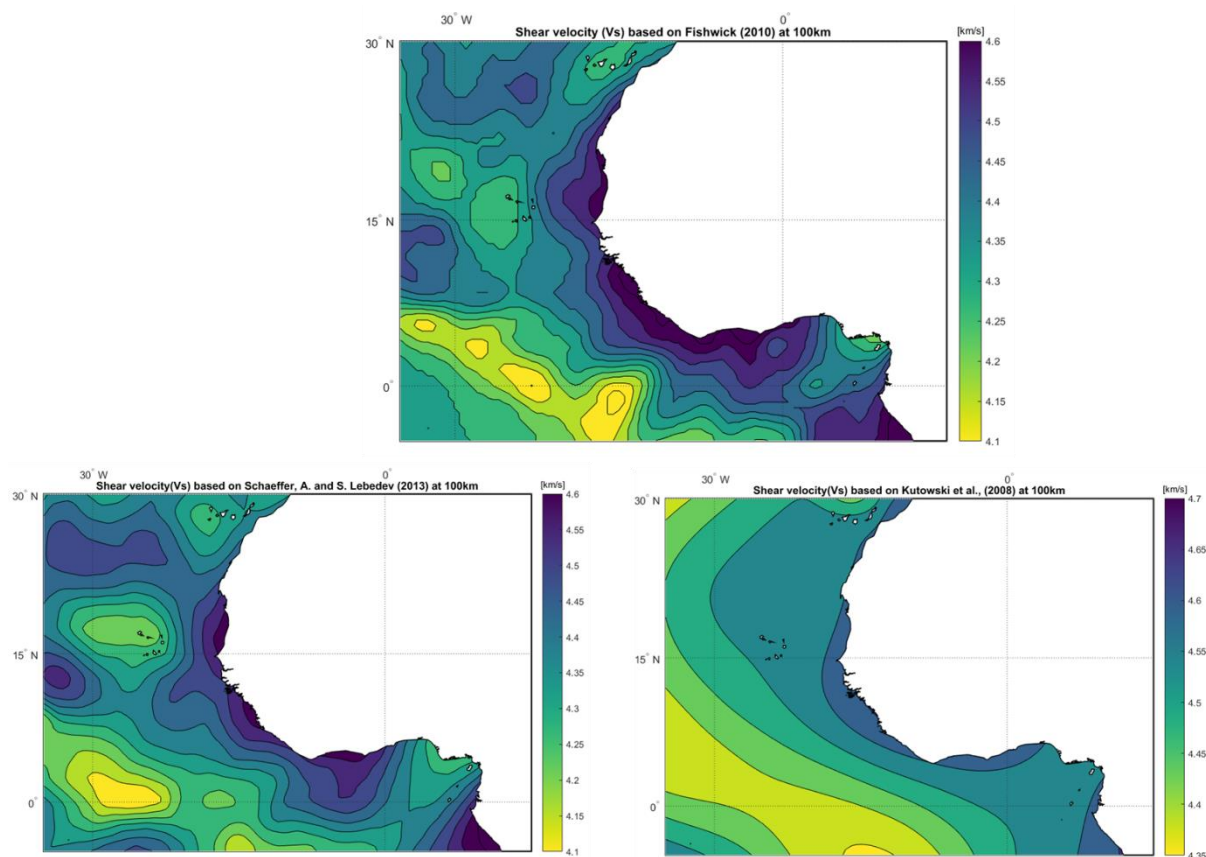 30° W 0°
Shear velocity (Vs) based on Fishwick (2010) at 100km
[km/s]
30° N
15° N
0°
4.6
4.55
4.5
4.45
4.4
4.35
4.3
4.25
4.2
4.15
4.1
30° W 0°
Shear velocity(Vs) based on Schaeffer, A. and S. Lebedev (2013) at 100km
[km/s]
30° N
15° N
0°
4.6
4.55
4.5
4.45
4.4
4.35
4.3
4.25
4.2
4.15
4.1
30° W 0°
Shear velocity(Vs) based on Kutowski et al., (2008) at 100km
[km/s]
30° N
15° N
0°
4.7
4.65
4.6
4.55
4.5
4.45
4.4
4.35